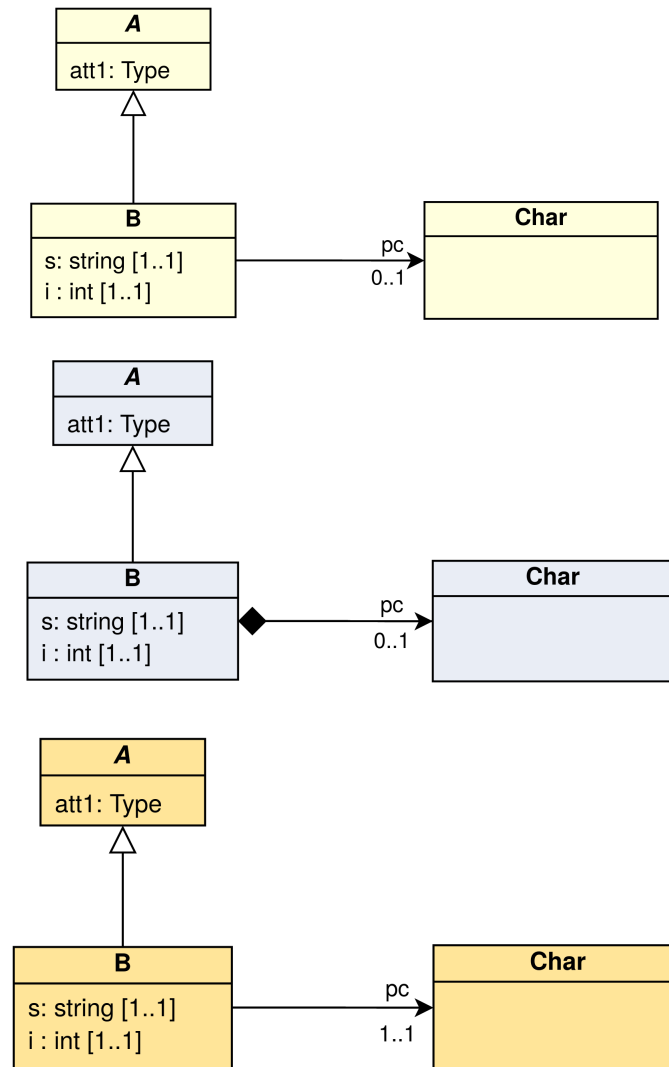 A
att1: Type
B
s: string [1..1]
i : int [1..1]
pc
0..1
Char
A
att1: Type
B
s: string [1..1]
i : int [1..1]
pc
0..1
Char
A
att1: Type
B
s: string [1..1]
i : int [1..1]
pc
1..1
Char